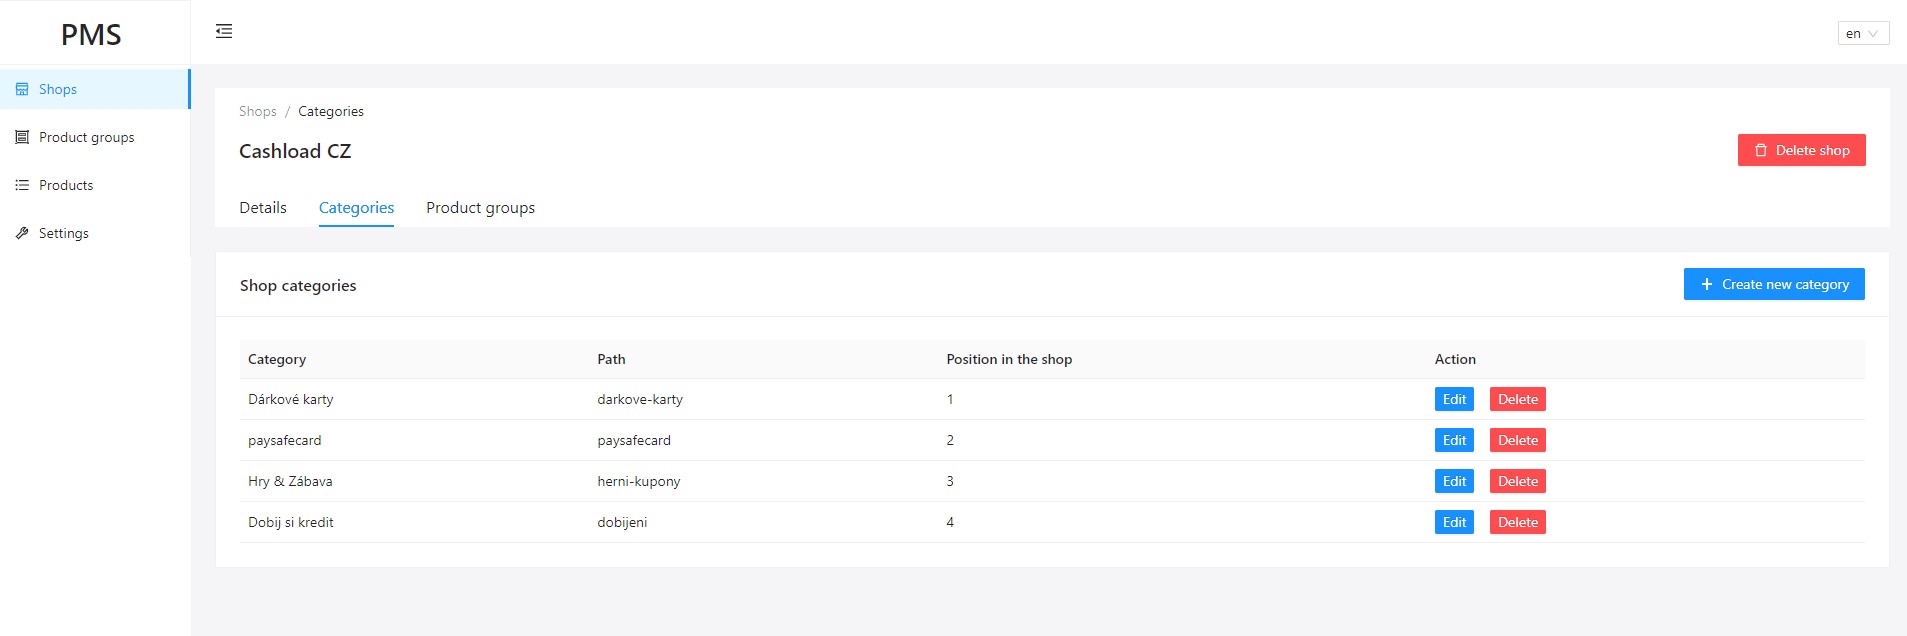 PMS
en
Shops
Product groups
Products
Settings
Shops / Categories
Cashload CZ
Delete shop
Details Categories Product groups
Shop categories
Create new category
Category Path Position in the shop Action
Dárkové karty darkove-karty 1 Edit Delete
paysafecard paysafecard 2 Edit Delete
Hry & Zábava herni-kupony 3 Edit Delete
Dobij si kredit dobijeni 4 Edit Delete